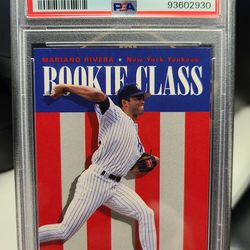 PSA
93602930
MARIANO RIVERA ★ New York Yankees
ROOKIE CLASS